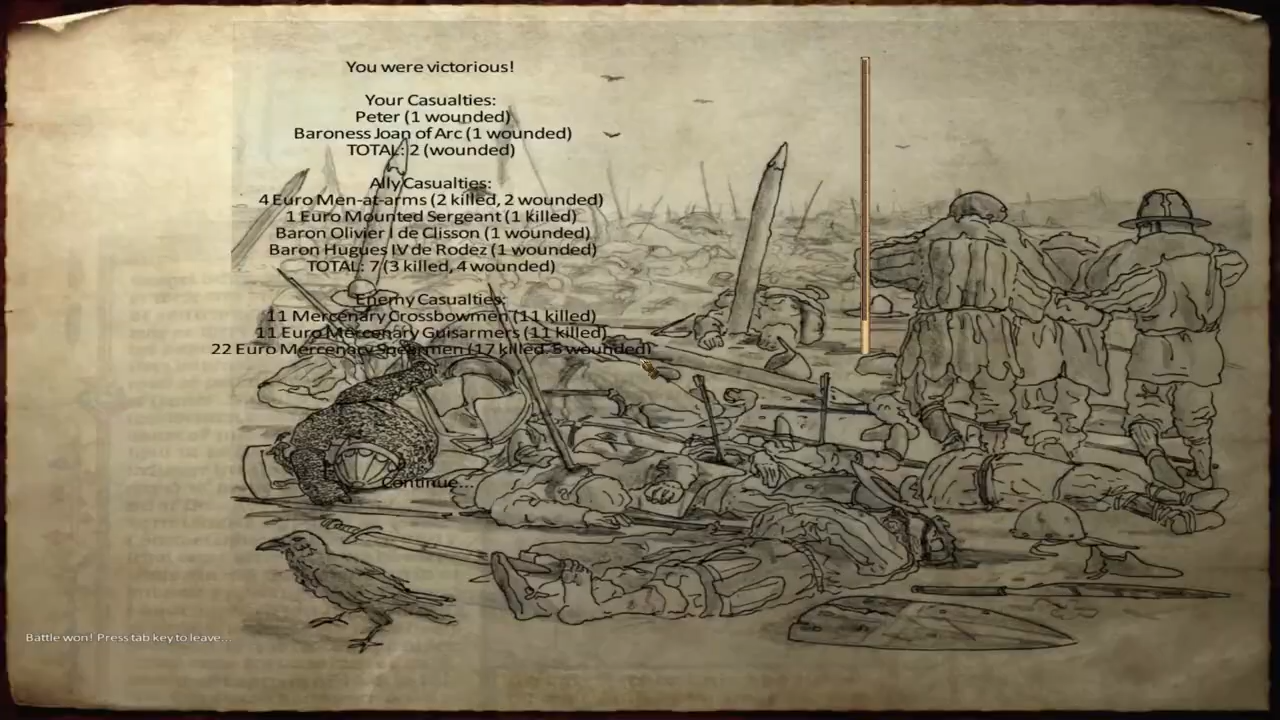 You were victorious!
Your Casualties:
Peter (1 wounded)
Baroness Joan of Arc (1 wounded)
TOTAL: 2 (wounded)
Ally Casualties:
4 Euro Men-at-arms (2 killed, 2 wounded)
1 Euro Mounted Sergeant (1 killed)
Baron Olivier I de Clisson (1 wounded)
Baron Hugues IV de Rodez (1 wounded)
TOTAL: 7 (3 killed, 4 wounded)
Enemy Casualties:
11 Mercenary Crossbowmen (11 killed)
11 Euro Mercenary Guisarmers (11 killed)
22 Euro Mercenary Spearmen (17 killed, 5 wounded)
Continue...
Battle won! Press tab key to leave...